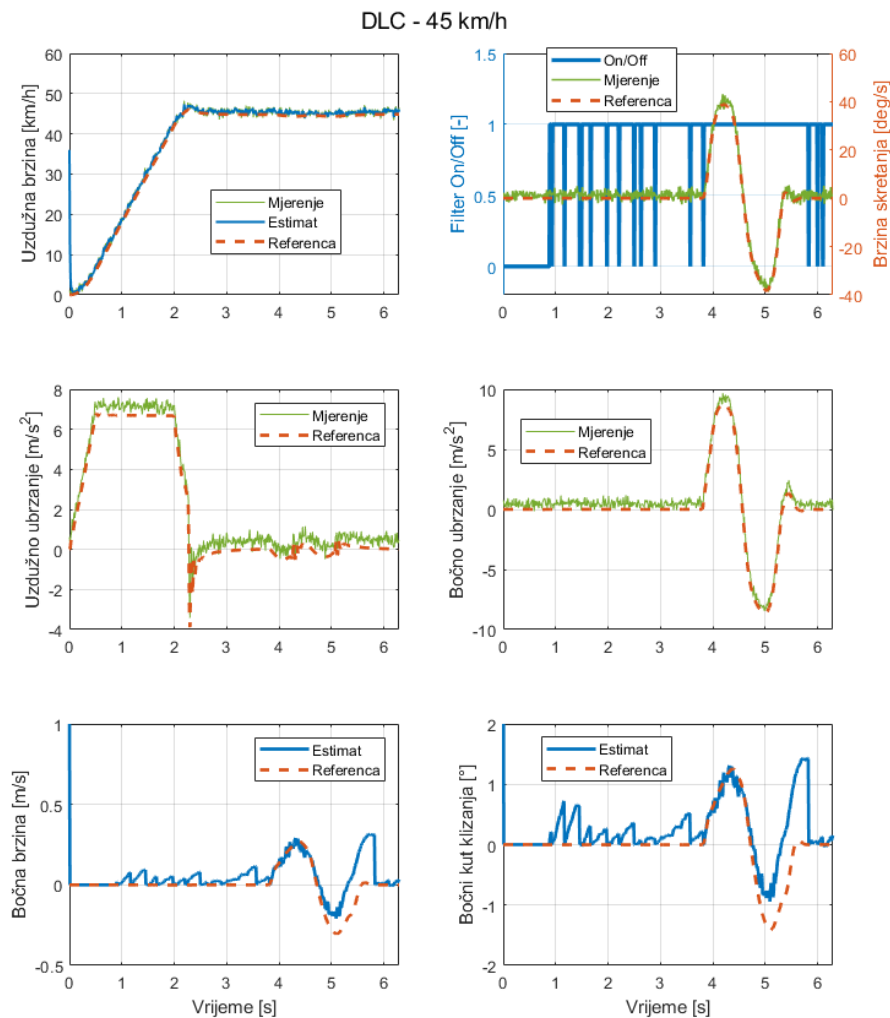 DLC - 45 km/h
Uzdužna brzina [km/h]
60
50
40
30
20
10
0
0 1 2 3 4 5 6
Mjerenje
Estimat
Referenca
Filter On/Off [-]
1.5
1
0.5
0
0 1 2 3 4 5 6
On/Off
Mjerenje
Referenca
60
40
20
0
-20
-40
Brzina skretanja [deg/s]
Uzdužno ubrzanje [m/s²]
8
6
4
2
0
-2
-4
0 1 2 3 4 5 6
Mjerenje
Referenca
Bočno ubrzanje [m/s²]
10
5
0
-5
-10
0 1 2 3 4 5 6
Mjerenje
Referenca
Bočna brzina [m/s]
1
0.5
0
-0.5
0 1 2 3 4 5 6
Vrijeme [s]
Estimat
Referenca
Bočni kut klizanja [°]
2
1
0
-1
-2
0 1 2 3 4 5 6
Vrijeme [s]
Estimat
Referenca